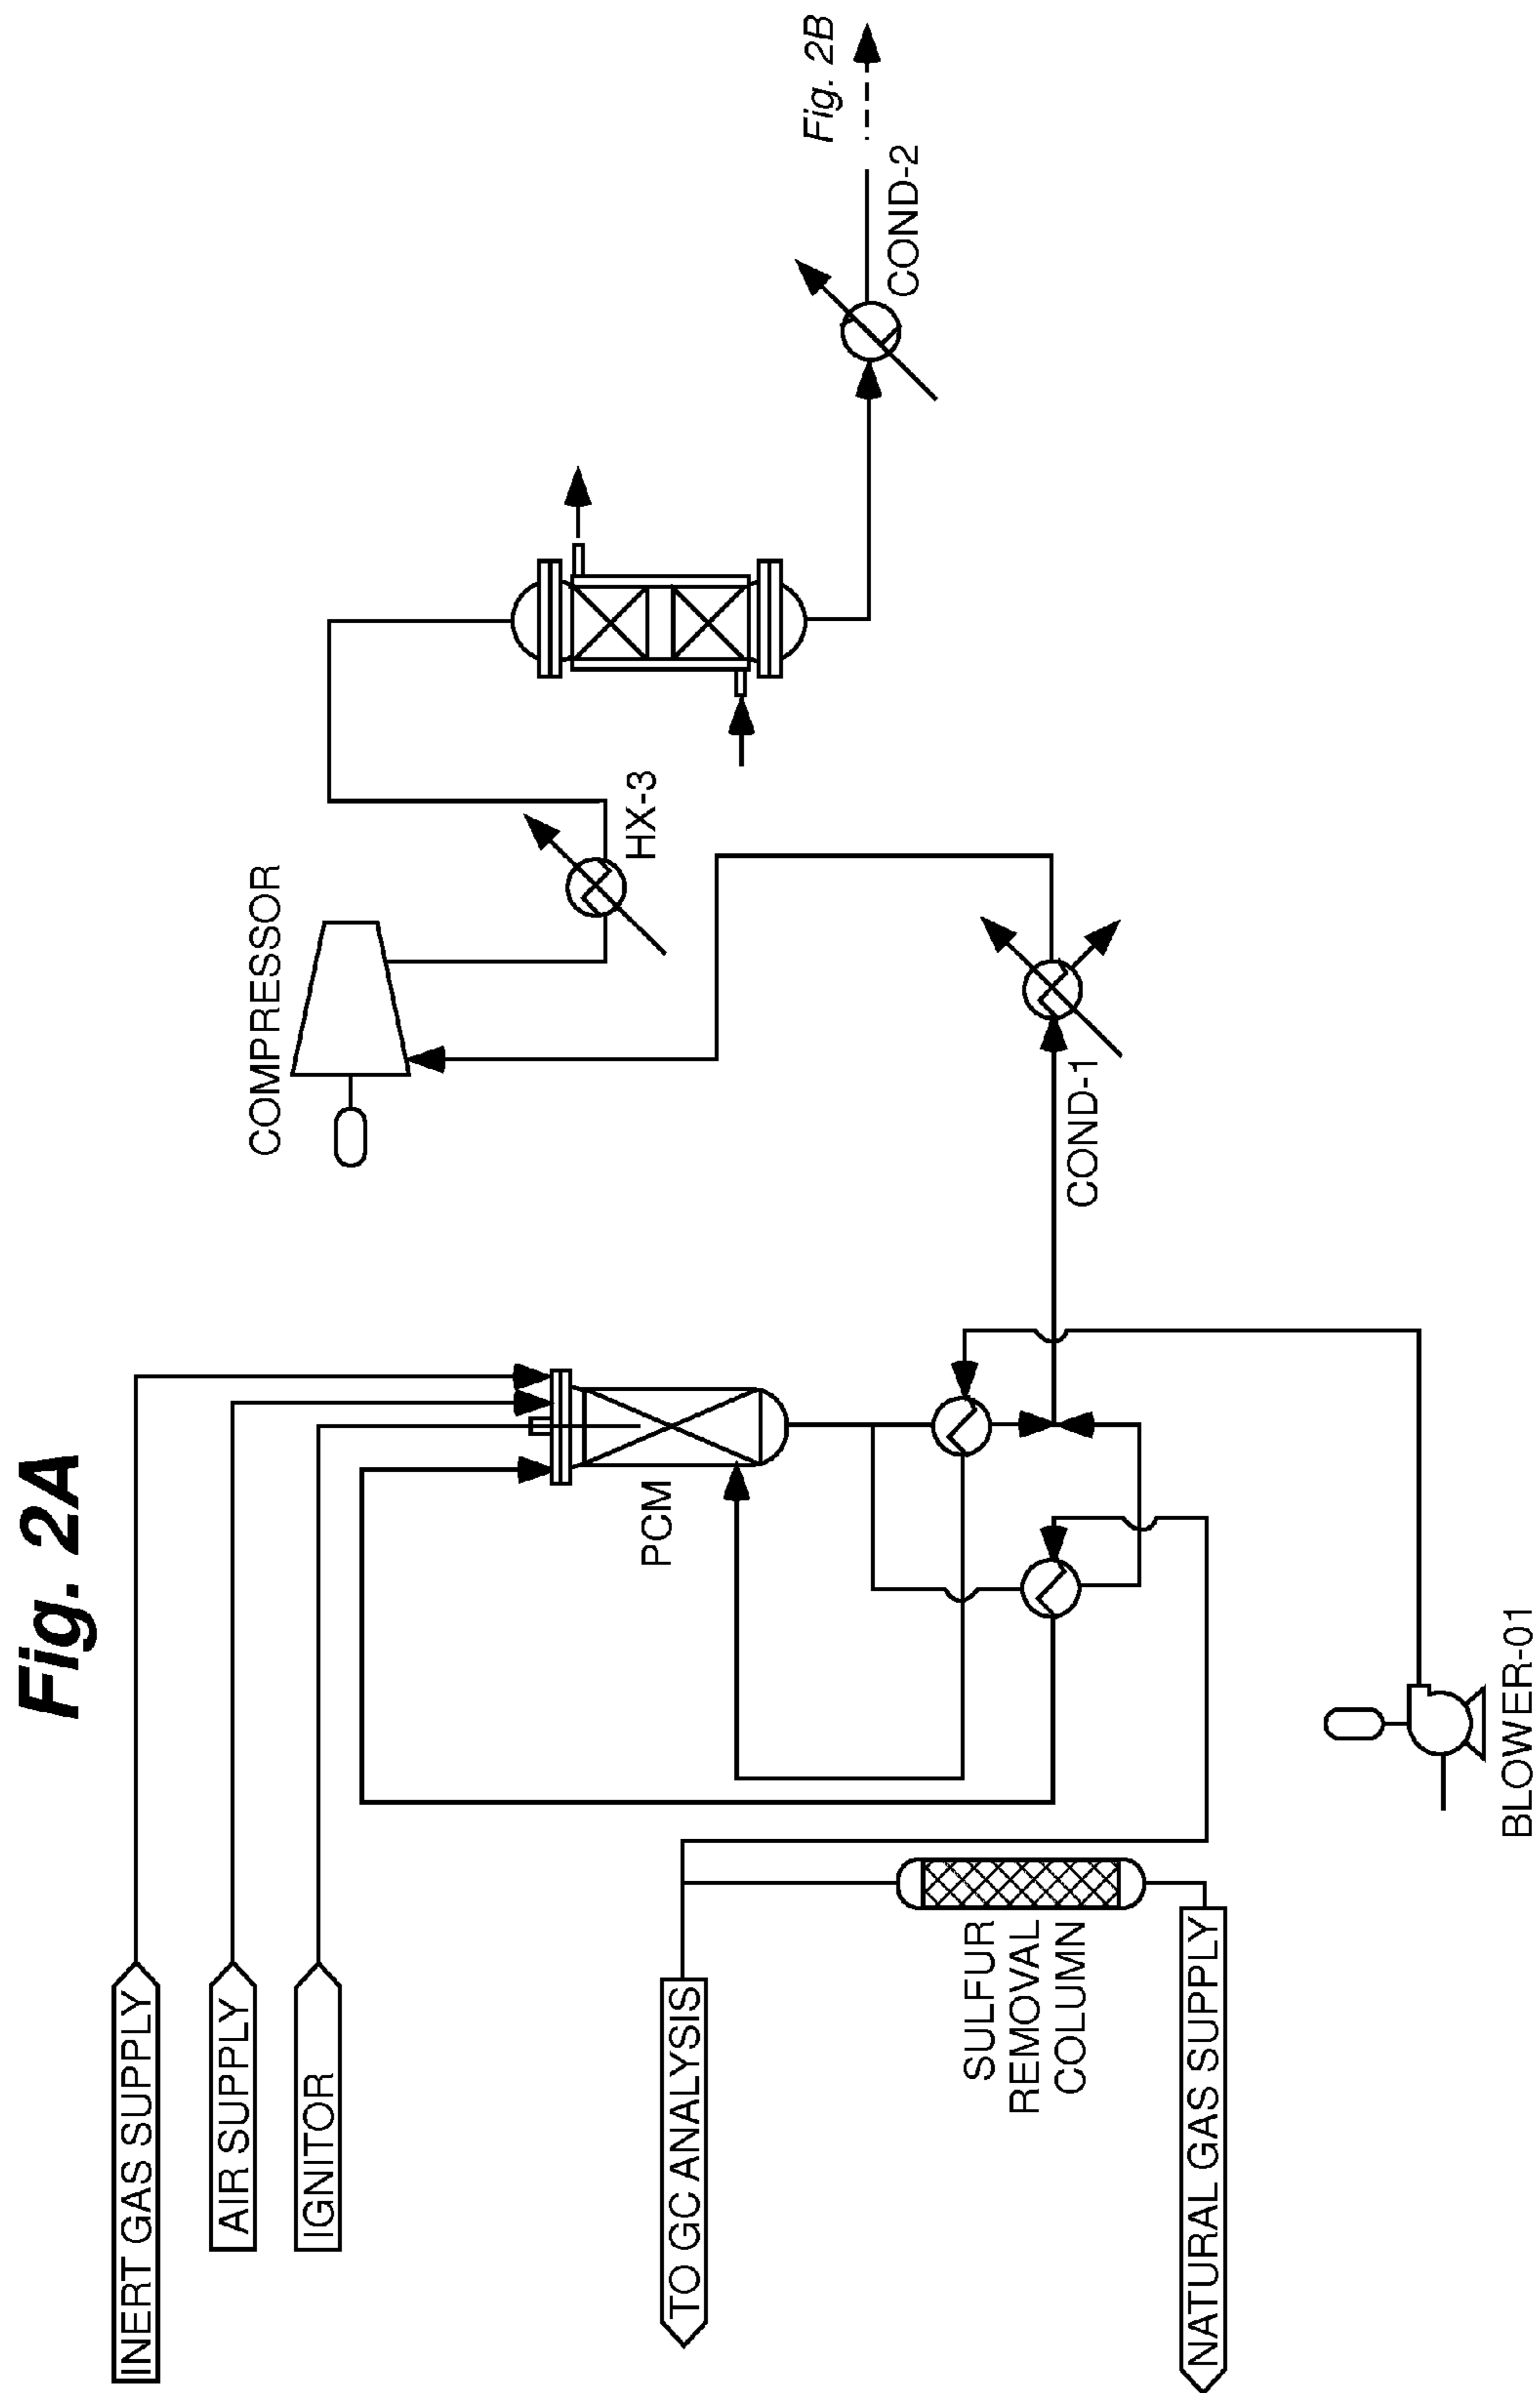 Fig. 2A
INERT GAS SUPPLY
AIR SUPPLY
IGNITOR
COMPRESSOR
HX-3
Fig. 2B
COND-2
PCM
TO GC ANALYSIS
SULFUR
REMOVAL
COLUMN
COND-1
NATURAL GAS SUPPLY
BLOWER-01